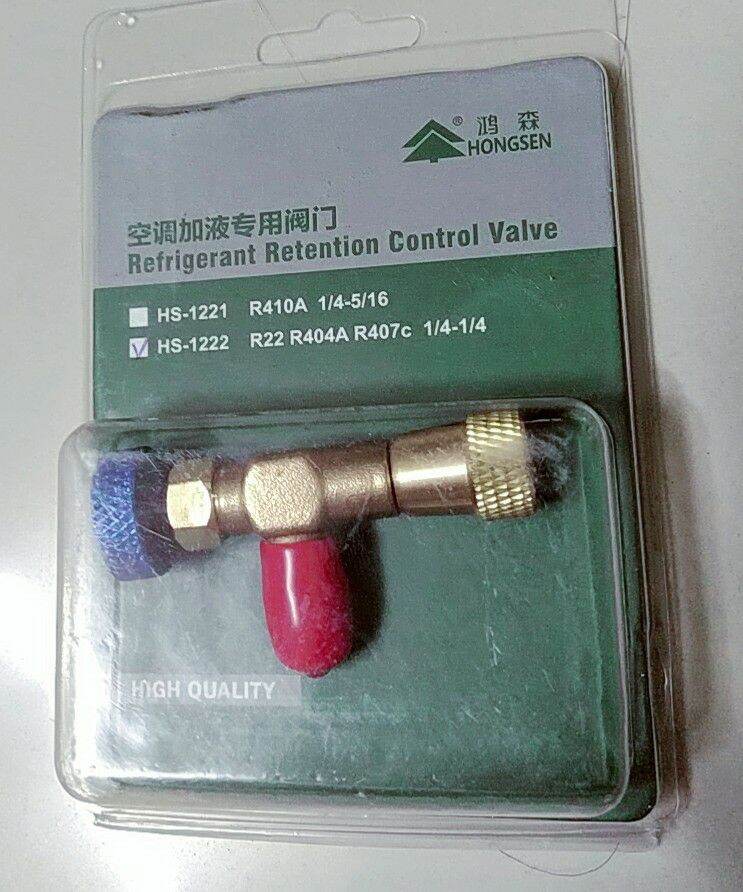 ® 鸿森
HONGSEN
空调加液专用阀门
Refrigerant Retention Control Valve
HS-1221 R410A 1/4-5/16
HS-1222 R22 R404A R407c 1/4-1/4
HIGH QUALITY